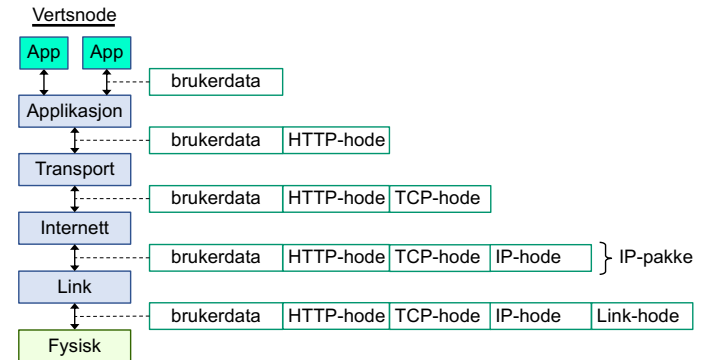 Vertsnode
App App
brukerdata
Applikasjon
brukerdata HTTP-hode
Transport
brukerdata HTTP-hode TCP-hode
Internett
brukerdata HTTP-hode TCP-hode IP-hode IP-pakke
Link
brukerdata HTTP-hode TCP-hode IP-hode Link-hode
Fysisk